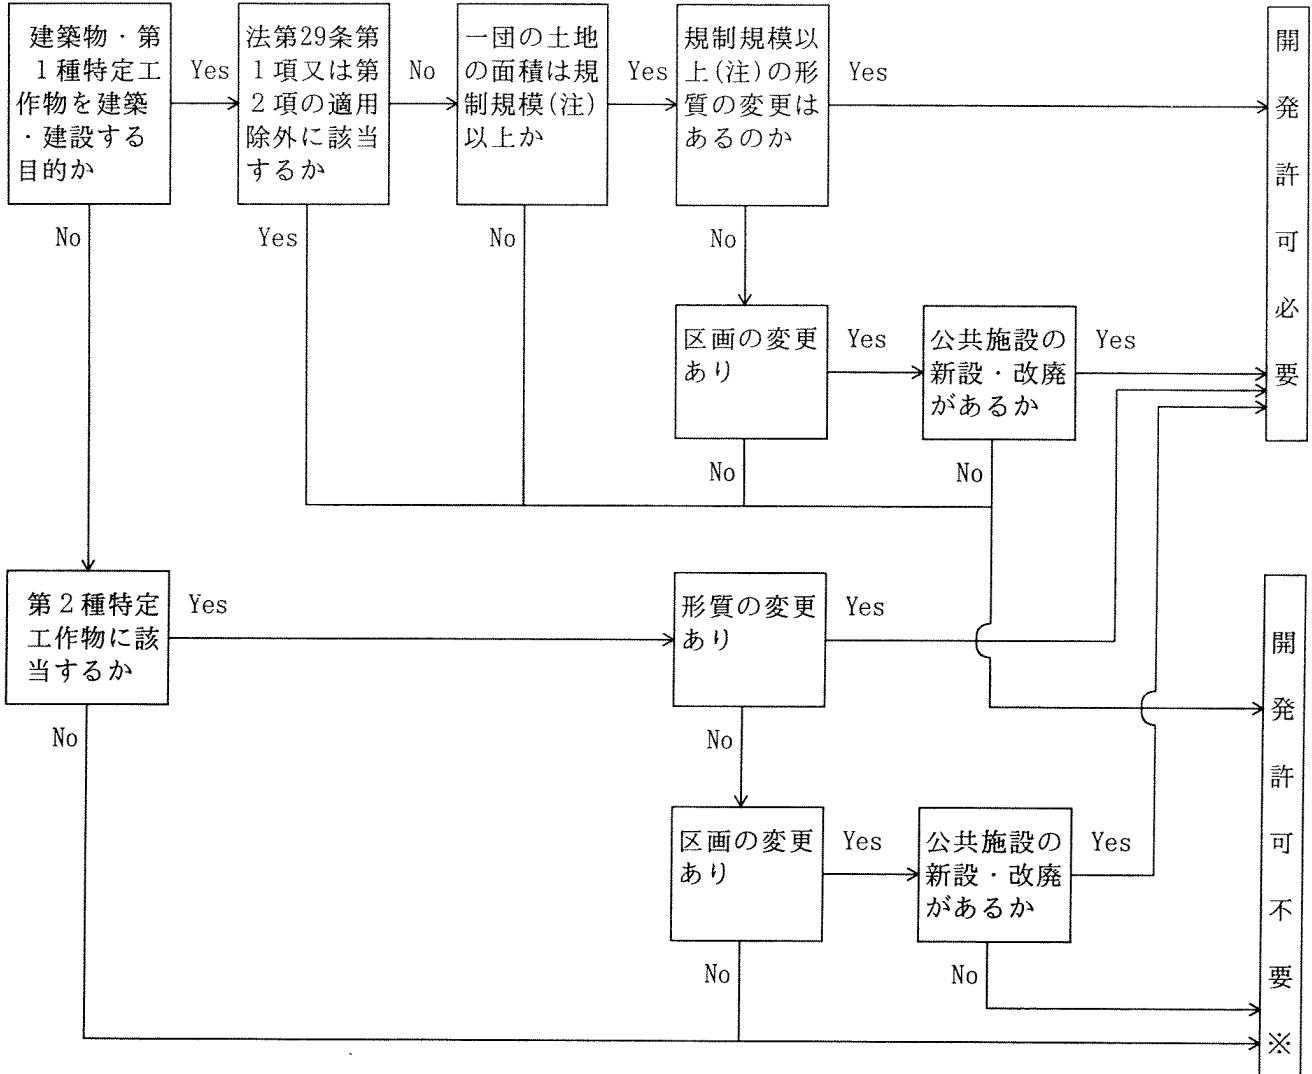 建築物・第
１種特定工
作物を建築
・建設する
目的か
Yes
法第29条第
１項又は第
２項の適用
除外に該当
するか
No
一団の土地
の面積は規
制規模(注)
以上か
Yes
規制規模以
上(注)の形
質の変更は
あるのか
Yes
開発許可必要
No
Yes
No
No
区画の変更
あり
Yes
公共施設の
新設・改廃
があるか
Yes
No
No
第２種特定
工作物に該
当するか
Yes
形質の変更
あり
Yes
開発許可不要※
No
No
区画の変更
あり
Yes
公共施設の
新設・改廃
があるか
Yes
No
No